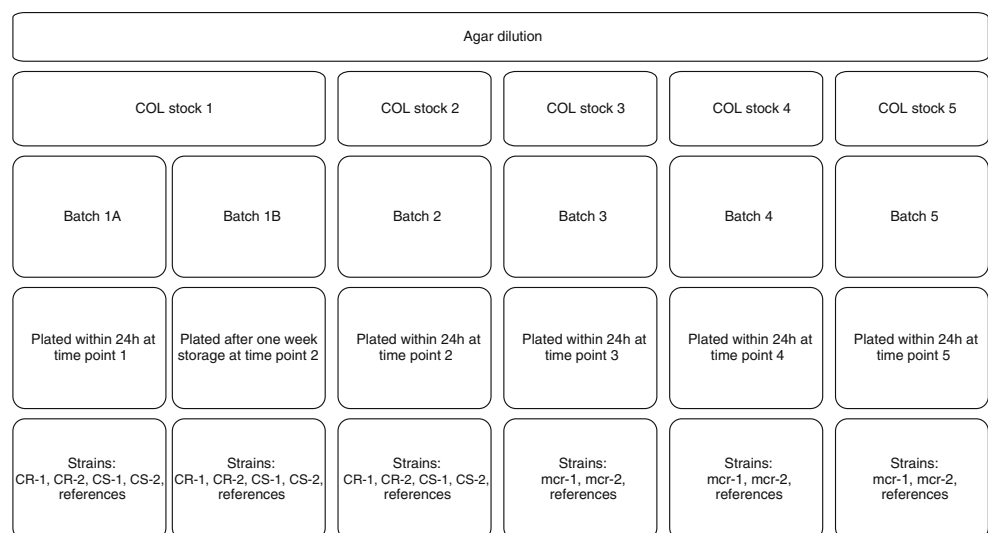 Agar dilution
COL stock 1
COL stock 2
COL stock 3
COL stock 4
COL stock 5
Batch 1A
Batch 1B
Batch 2
Batch 3
Batch 4
Batch 5
Plated within 24h at
time point 1
Plated after one week
storage at time point 2
Plated within 24h at
time point 2
Plated within 24h at
time point 3
Plated within 24h at
time point 4
Plated within 24h at
time point 5
Strains:
CR-1, CR-2, CS-1, CS-2,
references
Strains:
CR-1, CR-2, CS-1, CS-2,
references
Strains:
CR-1, CR-2, CS-1, CS-2,
references
Strains:
mcr-1, mcr-2,
references
Strains:
mcr-1, mcr-2,
references
Strains:
mcr-1, mcr-2,
references